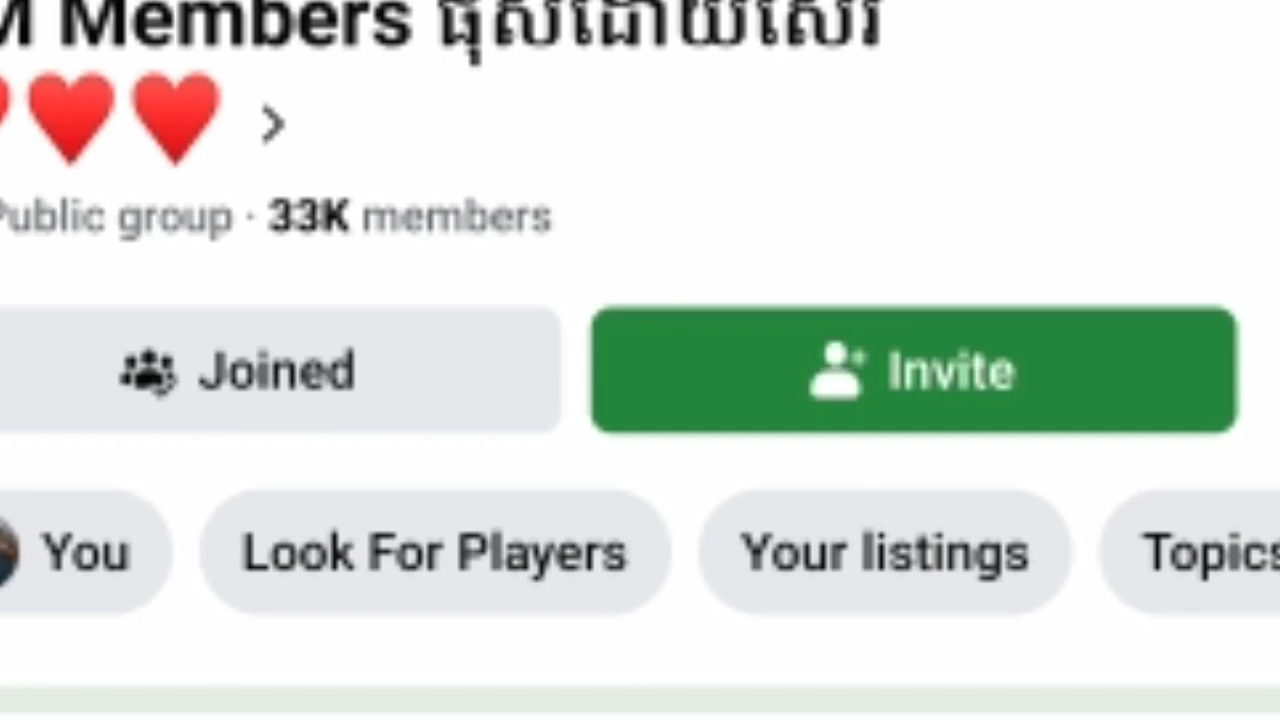 M Members ផុសដោយសេរី
Public group · 33K members
Joined
Invite
You
Look For Players
Your listings
Topics